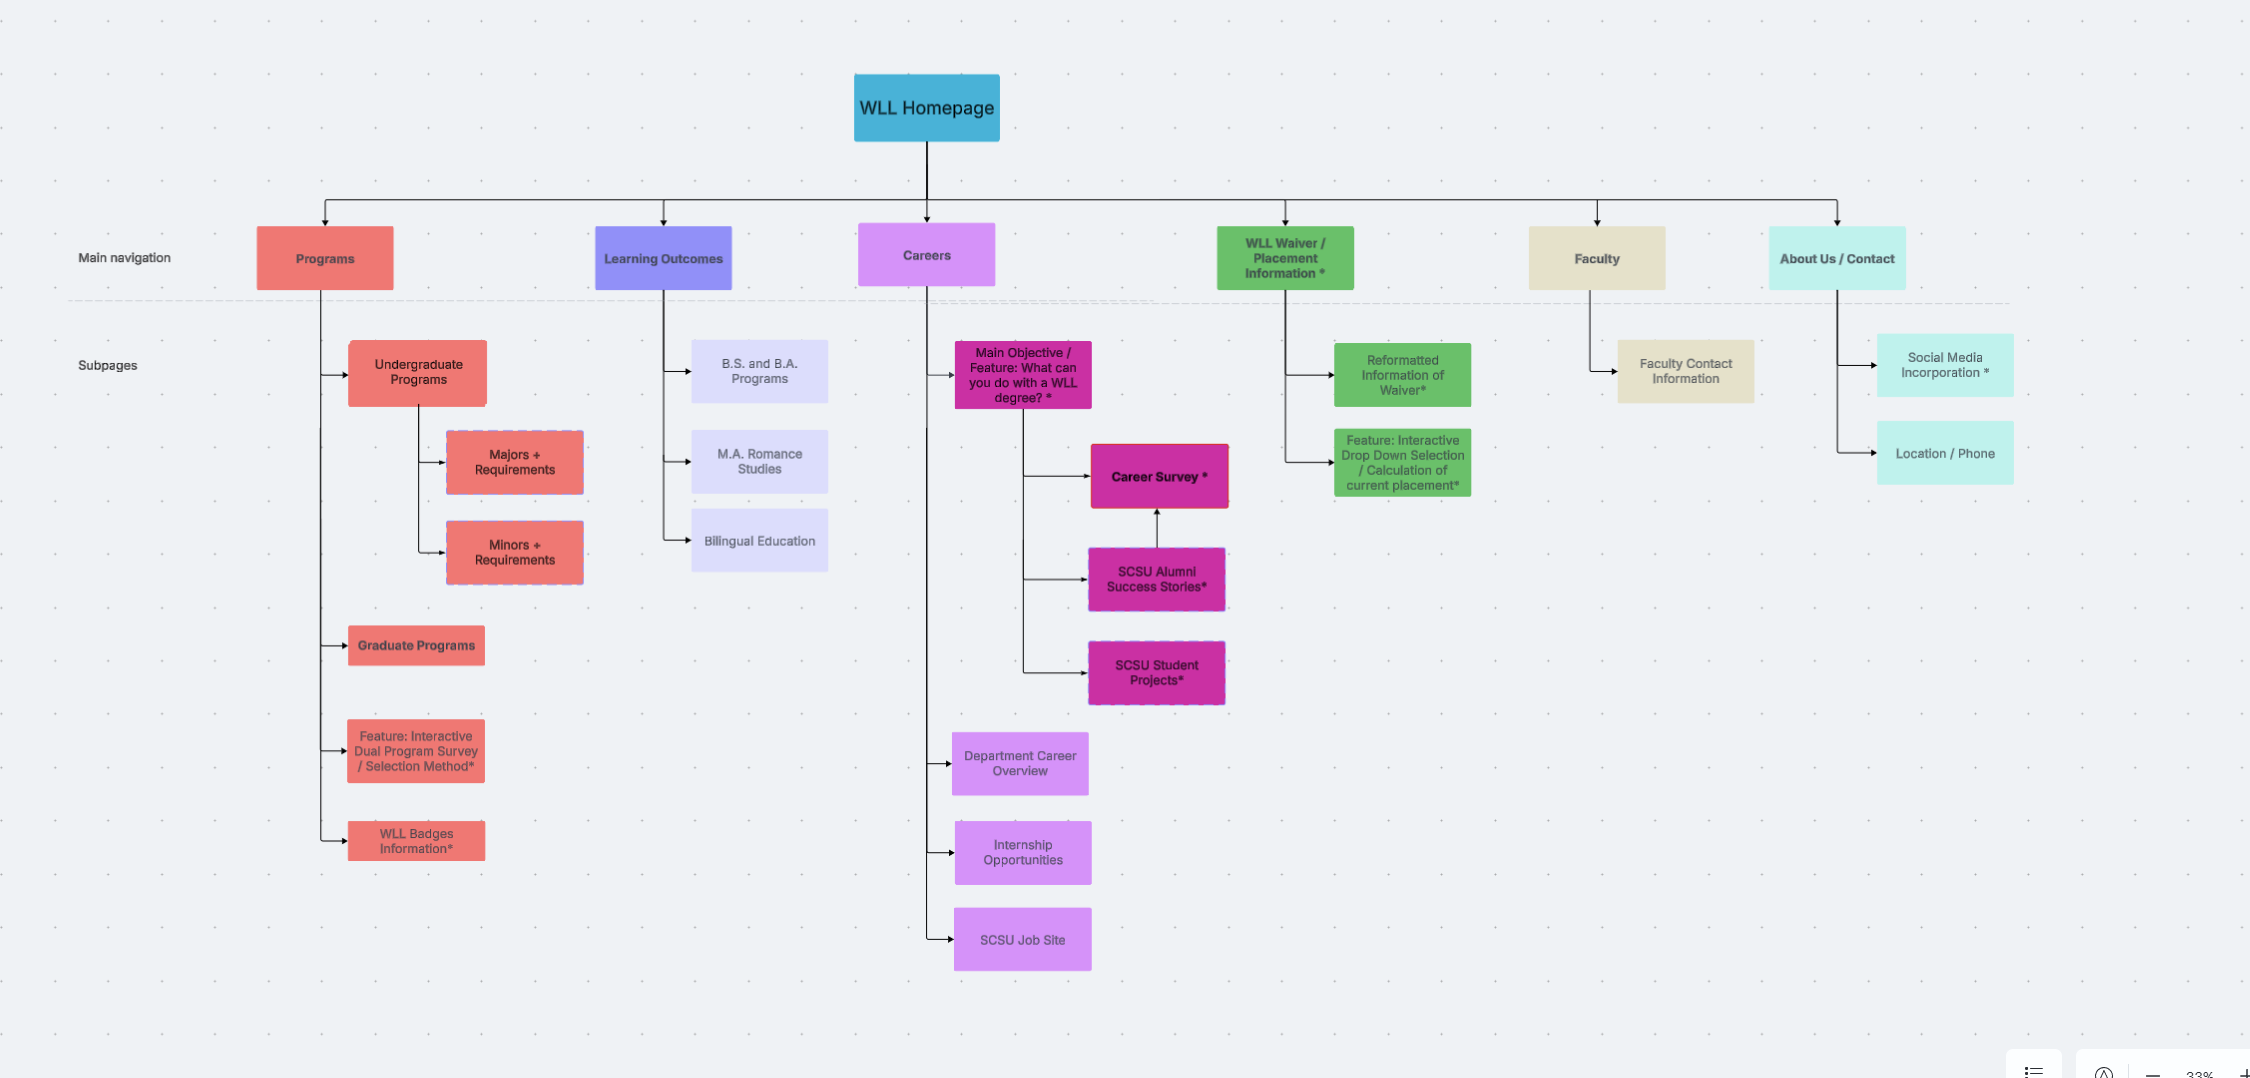 WLL Homepage
Main navigation
Programs
Learning Outcomes
Careers
WLL Waiver /
Placement
Information *
Faculty
About Us / Contact
Subpages
Undergraduate
Programs
Majors +
Requirements
Minors +
Requirements
Graduate Programs
Feature: Interactive
Dual Program Survey
/ Selection Method*
WLL Badges
Information*
B.S. and B.A.
Programs
M.A. Romance
Studies
Bilingual Education
Main Objective /
Feature: What can
you do with a WLL
degree? *
Career Survey *
SCSU Alumni
Success Stories*
SCSU Student
Projects*
Department Career
Overview
Internship
Opportunities
SCSU Job Site
Reformatted
Information of
Waiver*
Feature: Interactive
Drop Down Selection
/ Calculation of
current placement*
Faculty Contact
Information
Social Media
Incorporation *
Location / Phone
33%